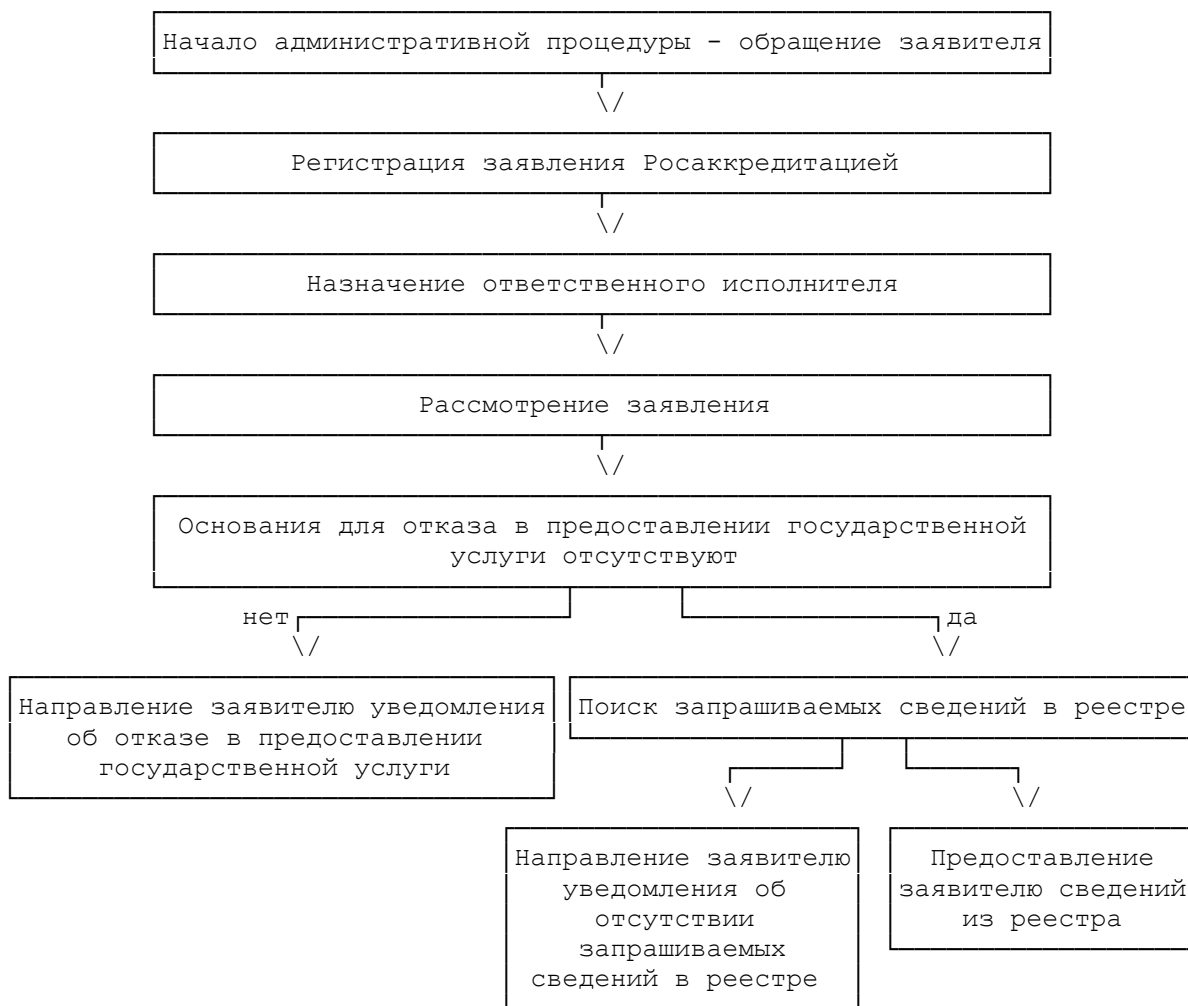 Начало административной процедуры - обращение заявителя
\/
Регистрация заявления Росаккредитацией
\/
Назначение ответственного исполнителя
\/
Рассмотрение заявления
\/
Основания для отказа в предоставлении государственной
услуги отсутствуют
нет
да
\/
\/
Направление заявителю уведомления
об отказе в предоставлении
государственной услуги
Поиск запрашиваемых сведений в реестре
\/
\/
Направление заявителю
уведомления об
отсутствии
запрашиваемых
сведений в реестре
Предоставление
заявителю сведений
из реестра